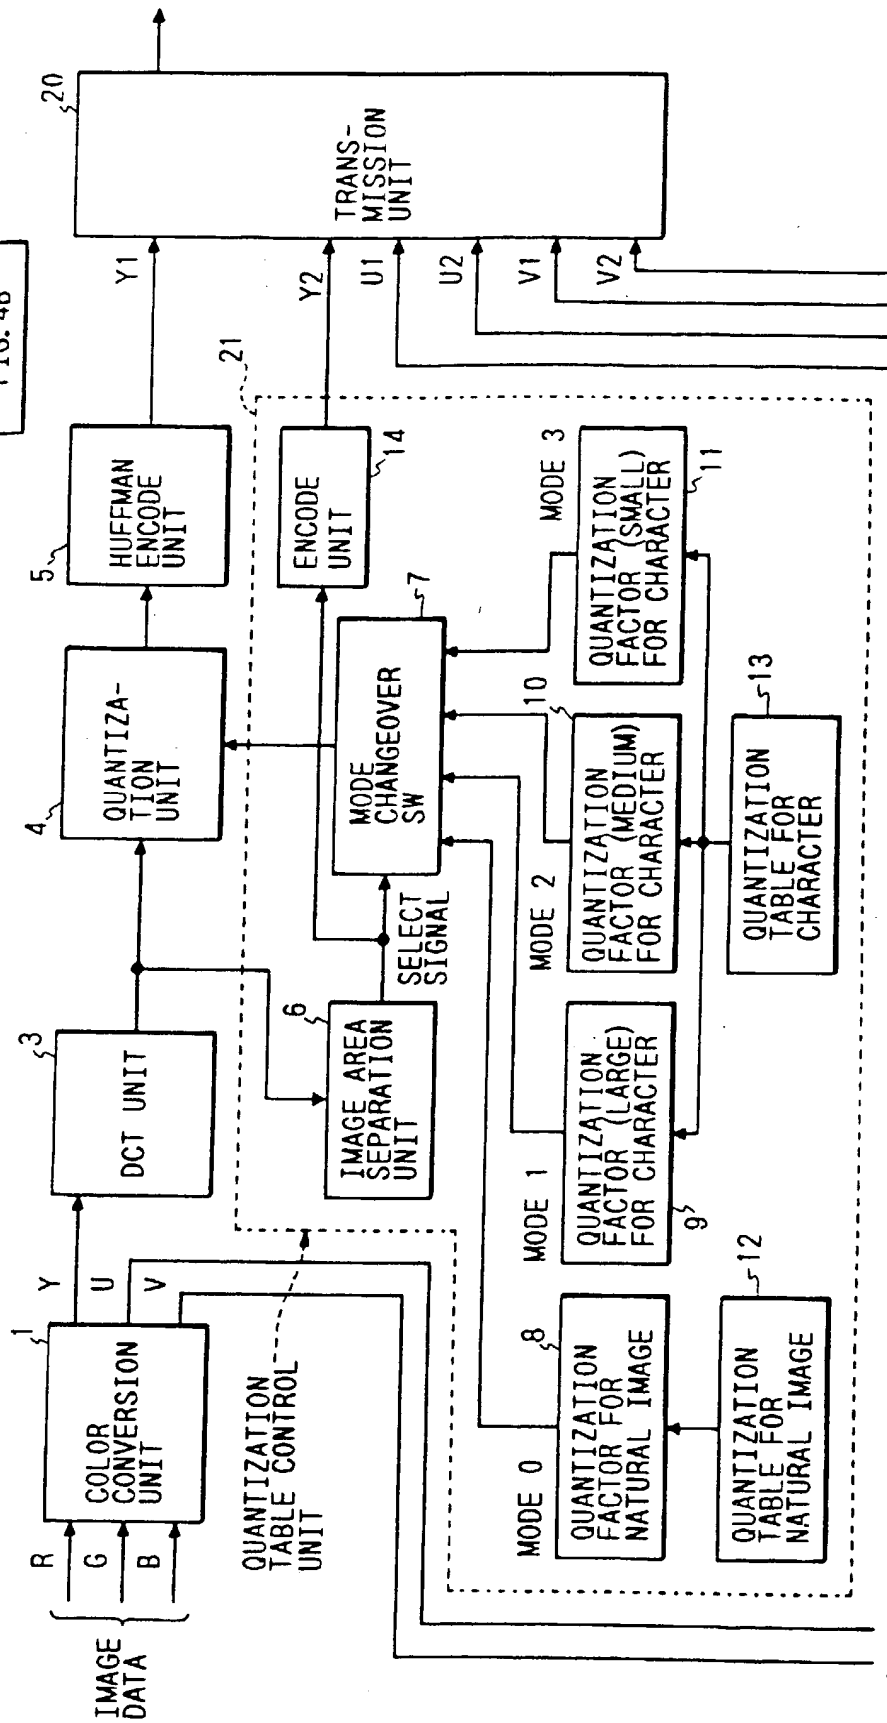 FIG. 4B
IMAGE
DATA
R
G
B
1
COLOR
CONVERSION
UNIT
Y
U
V
3
DCT UNIT
4
QUANTIZA-
TION
UNIT
5
HUFFMAN
ENCODE
UNIT
Y1
20
TRANS-
MISSION
UNIT
Y2
U1
U2
V1
V2
QUANTIZATION
TABLE CONTROL
UNIT
21
6
IMAGE AREA
SEPARATION
UNIT
SELECT
SIGNAL
7
MODE
CHANGEOVER
SW
ENCODE
UNIT
14
MODE 0
8
QUANTIZATION
FACTOR FOR
NATURAL IMAGE
MODE 1
QUANTIZATION
FACTOR (LARGE)
FOR CHARACTER
9
MODE 2
10
QUANTIZATION
FACTOR (MEDIUM)
FOR CHARACTER
MODE 3
QUANTIZATION
FACTOR (SMALL)
FOR CHARACTER
11
12
QUANTIZATION
TABLE FOR
NATURAL IMAGE
13
QUANTIZATION
TABLE FOR
CHARACTER